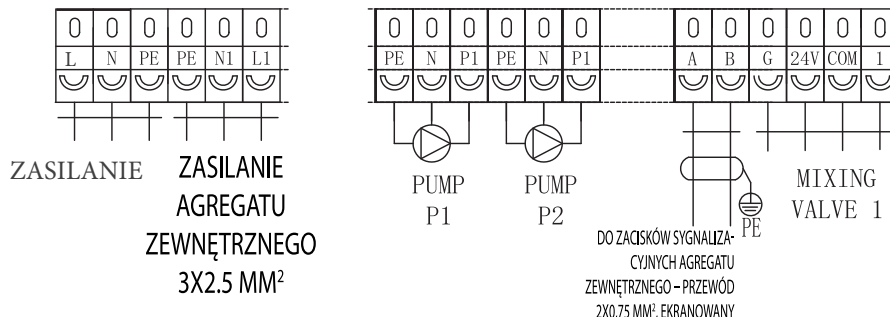 0 0 0 0 0 0 0 0 0 0 0 0 0 0 0 0 0 0
L N PE PE N1 L1 PE N P1 PE N P1 A B G 24V COM 1
ZASILANIE
ZASILANIE
AGREGATU
ZEWNĘTRZNEGO
3X2.5 MM²
PUMP
P1
PUMP
P2
PE
MIXING
VALVE 1
DO ZACISKÓW SYGNALIZA-
CYJNYCH AGREGATU
ZEWNĘTRZNEGO – PRZEWÓD
2X0.75 MM², EKRANOWANY